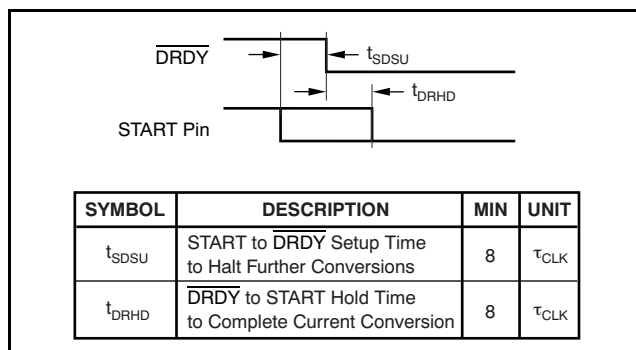 DRDY
tSDSU
tDRHD
START Pin
SYMBOL DESCRIPTION MIN UNIT
tSDSU START to DRDY Setup Time to Halt Further Conversions 8 τCLK
tDRHD DRDY to START Hold Time to Complete Current Conversion 8 τCLK